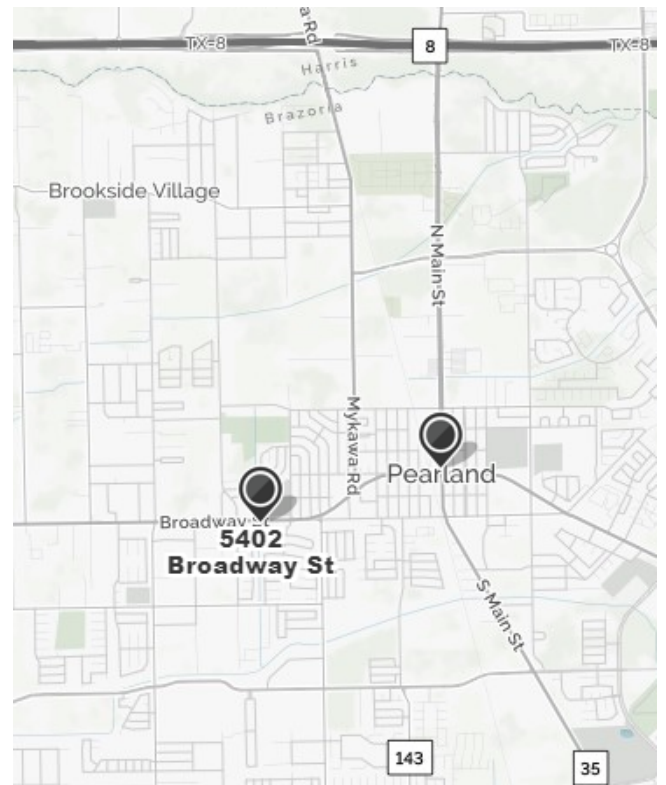 a Rd
TX-8
8
TX-8
Harris
Brazoria
Brookside Village
N Main St
Mykawa Rd
Pearland
Broadway St
5402
Broadway St
S Main St
143
35